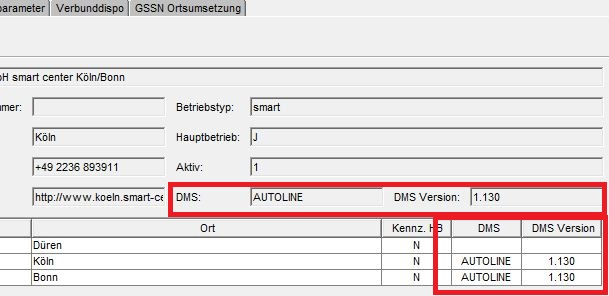 parameter Verbunddispo GSSN Ortsumsetzung
bH smart center Köln/Bonn
mmer: Betriebstyp: smart
Köln Hauptbetrieb: J
+49 2236 893911 Aktiv: 1
http://www.koeln.smart-ce DMS: AUTOLINE DMS Version: 1.130
Ort Kennz. HB DMS DMS Version
Düren N
Köln N AUTOLINE 1.130
Bonn N AUTOLINE 1.130